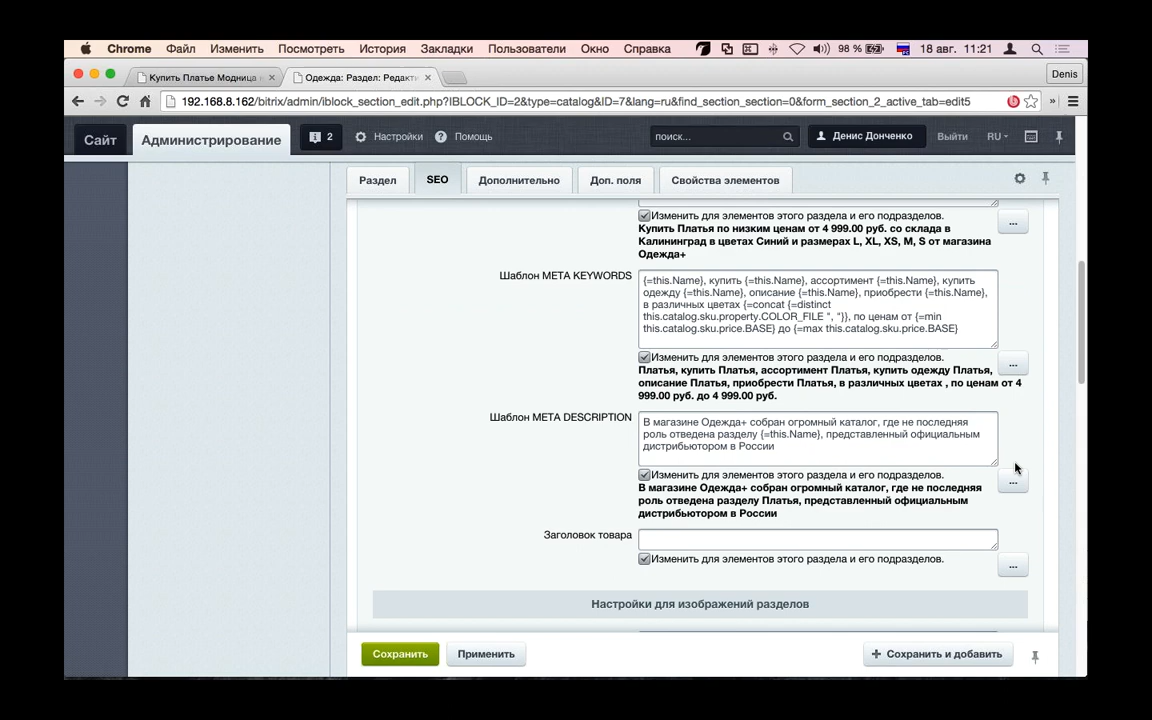 Chrome Файл Изменить Посмотреть История Закладки Пользователи Окно Справка 98 % 18 авг. 11:21
Купить Платье Модница × Одежда: Раздел: Редакти × Denis
192.168.8.162/bitrix/admin/iblock_section_edit.php?IBLOCK_ID=2&type=catalog&ID=7&lang=ru&find_section_section=0&form_section_2_active_tab=edit5 »
Сайт Администрирование 2 Настройки ? Помощь поиск... Денис Донченко Выйти RU
Раздел SEO Дополнительно Доп. поля Свойства элементов
Изменить для элементов этого раздела и его подразделов. ...
Купить Платья по низким ценам от 4 999.00 руб. со склада в
Калининград в цветах Синий и размерах L, XL, XS, M, S от магазина
Одежда+
Шаблон META KEYWORDS
{=this.Name}, купить {=this.Name}, ассортимент {=this.Name}, купить
одежду {=this.Name}, описание {=this.Name}, приобрести {=this.Name},
в различных цветах {=concat {=distinct
this.catalog.sku.property.COLOR_FILE ", "}}, по ценам от {=min
this.catalog.sku.price.BASE} до {=max this.catalog.sku.price.BASE}
Изменить для элементов этого раздела и его подразделов. ...
Платья, купить Платья, ассортимент Платья, купить одежду Платья,
описание Платья, приобрести Платья, в различных цветах , по ценам от 4
999.00 руб. до 4 999.00 руб.
Шаблон META DESCRIPTION
В магазине Одежда+ собран огромный каталог, где не последняя
роль отведена разделу {=this.Name}, представленный официальным
дистрибьютором в России
Изменить для элементов этого раздела и его подразделов. ...
В магазине Одежда+ собран огромный каталог, где не последняя
роль отведена разделу Платья, представленный официальным
дистрибьютором в России
Заголовок товара
Изменить для элементов этого раздела и его подразделов. ...
Настройки для изображений разделов
Сохранить Применить + Сохранить и добавить